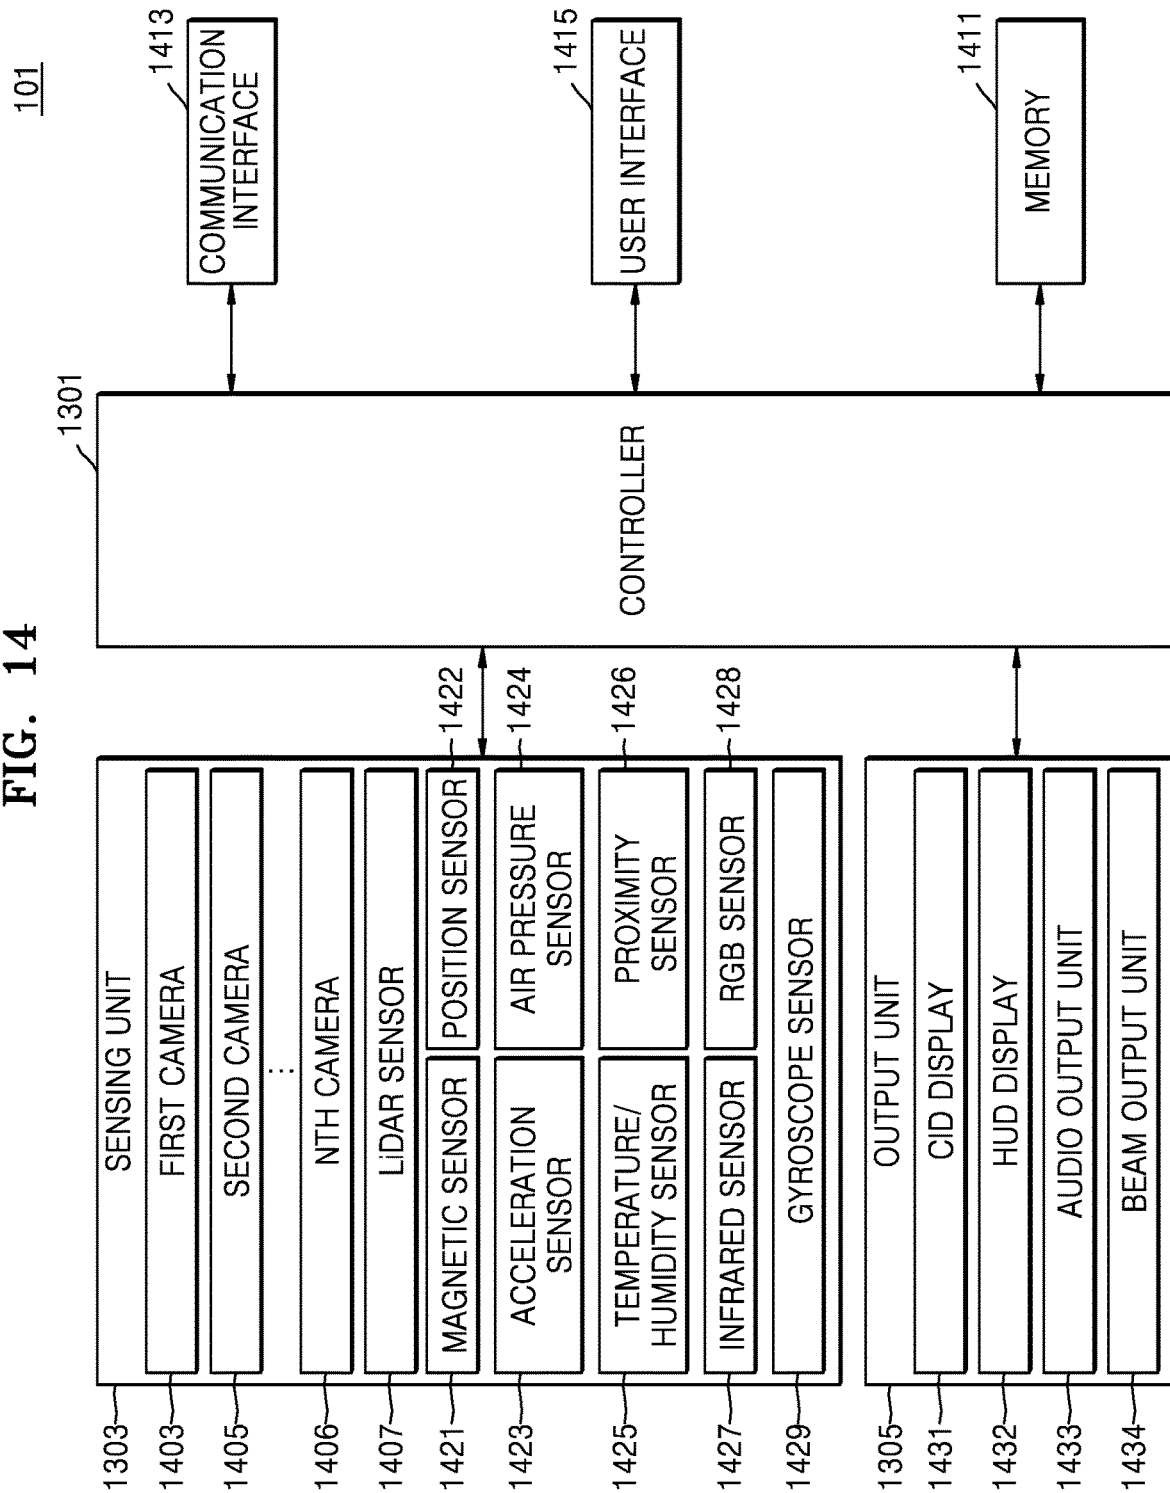 FIG. 14
101
1303
SENSING UNIT
1403
FIRST CAMERA
1405
SECOND CAMERA
...
1406
NTH CAMERA
1407
LiDAR SENSOR
1421
MAGNETIC SENSOR
POSITION SENSOR
1422
1423
ACCELERATION
SENSOR
AIR PRESSURE
SENSOR
1424
1425
TEMPERATURE/
HUMIDITY SENSOR
PROXIMITY
SENSOR
1426
1427
INFRARED SENSOR
RGB SENSOR
1428
1429
GYROSCOPE SENSOR
1305
OUTPUT UNIT
1431
CID DISPLAY
1432
HUD DISPLAY
1433
AUDIO OUTPUT UNIT
1434
BEAM OUTPUT UNIT
1301
CONTROLLER
1413
COMMUNICATION
INTERFACE
1415
USER INTERFACE
1411
MEMORY